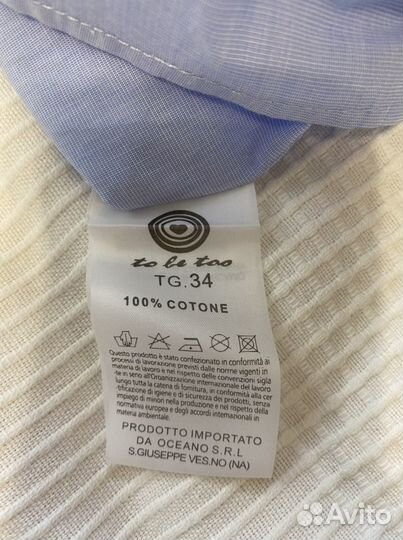 to be too
TG.34
100% COTONE
Questo prodotto è stato confezionato in conformità ai
processi di lavorazione previsti dalle norme vigenti in
materia di lavoro e nel rispetto delle convenzioni sigla
-te in seno all'Organizzazione internazionale del lavoro
lungo tutta la catena di fornitura, in conformità alla cer
-tificazione di igiene e di sicurezza dei prodotti, senza
impiego di minori nella produzione e nel rispetto della
normativa europea e degli accordi internazionali in
materia ambientale.
PRODOTTO IMPORTATO
DA OCEANO S.R.L
S.GIUSEPPE VES.NO (NA)
Avito